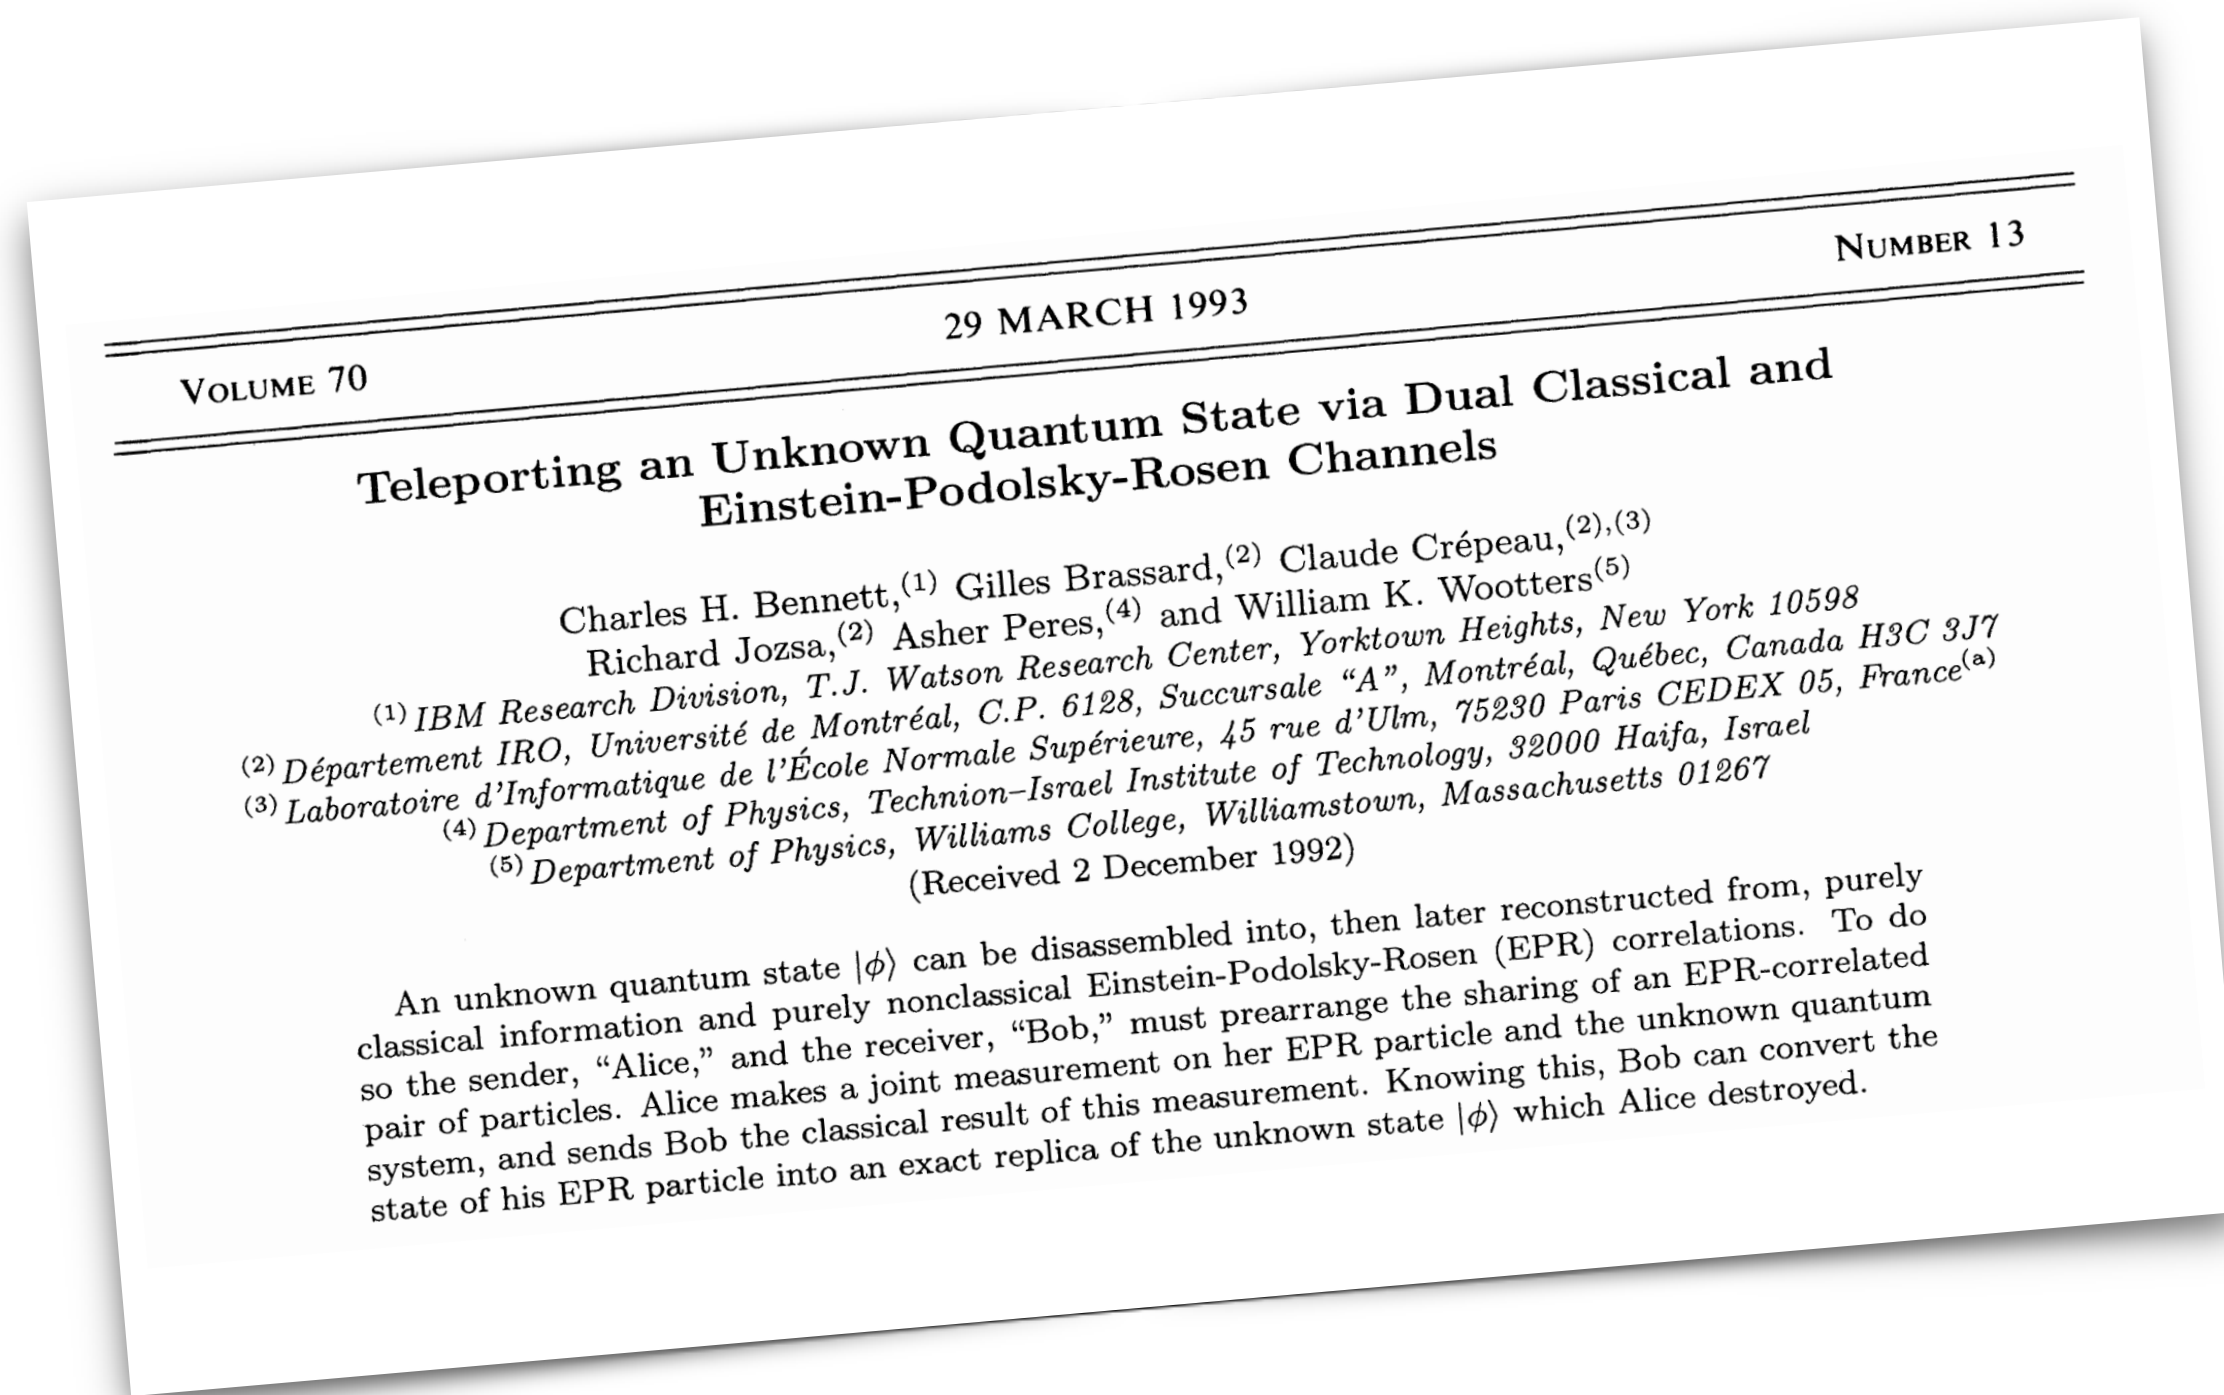 VOLUME 70
29 MARCH 1993
NUMBER 13
Teleporting an Unknown Quantum State via Dual Classical and
Einstein-Podolsky-Rosen Channels
Charles H. Bennett,(1) Gilles Brassard,(2) Claude Crépeau,(2),(3)
Richard Jozsa,(2) Asher Peres,(4) and William K. Wootters(5)
(1) IBM Research Division, T.J. Watson Research Center, Yorktown Heights, New York 10598
(2) Département IRO, Université de Montréal, C.P. 6128, Succursale “A”, Montréal, Québec, Canada H3C 3J7
(3) Laboratoire d’Informatique de l’École Normale Supérieure, 45 rue d’Ulm, 75230 Paris CEDEX 05, France(a)
(4) Department of Physics, Technion–Israel Institute of Technology, 32000 Haifa, Israel
(5) Department of Physics, Williams College, Williamstown, Massachusetts 01267
(Received 2 December 1992)
An unknown quantum state |ϕ⟩ can be disassembled into, then later reconstructed from, purely
classical information and purely nonclassical Einstein-Podolsky-Rosen (EPR) correlations. To do
so the sender, “Alice,” and the receiver, “Bob,” must prearrange the sharing of an EPR-correlated
pair of particles. Alice makes a joint measurement on her EPR particle and the unknown quantum
system, and sends Bob the classical result of this measurement. Knowing this, Bob can convert the
state of his EPR particle into an exact replica of the unknown state |ϕ⟩ which Alice destroyed.